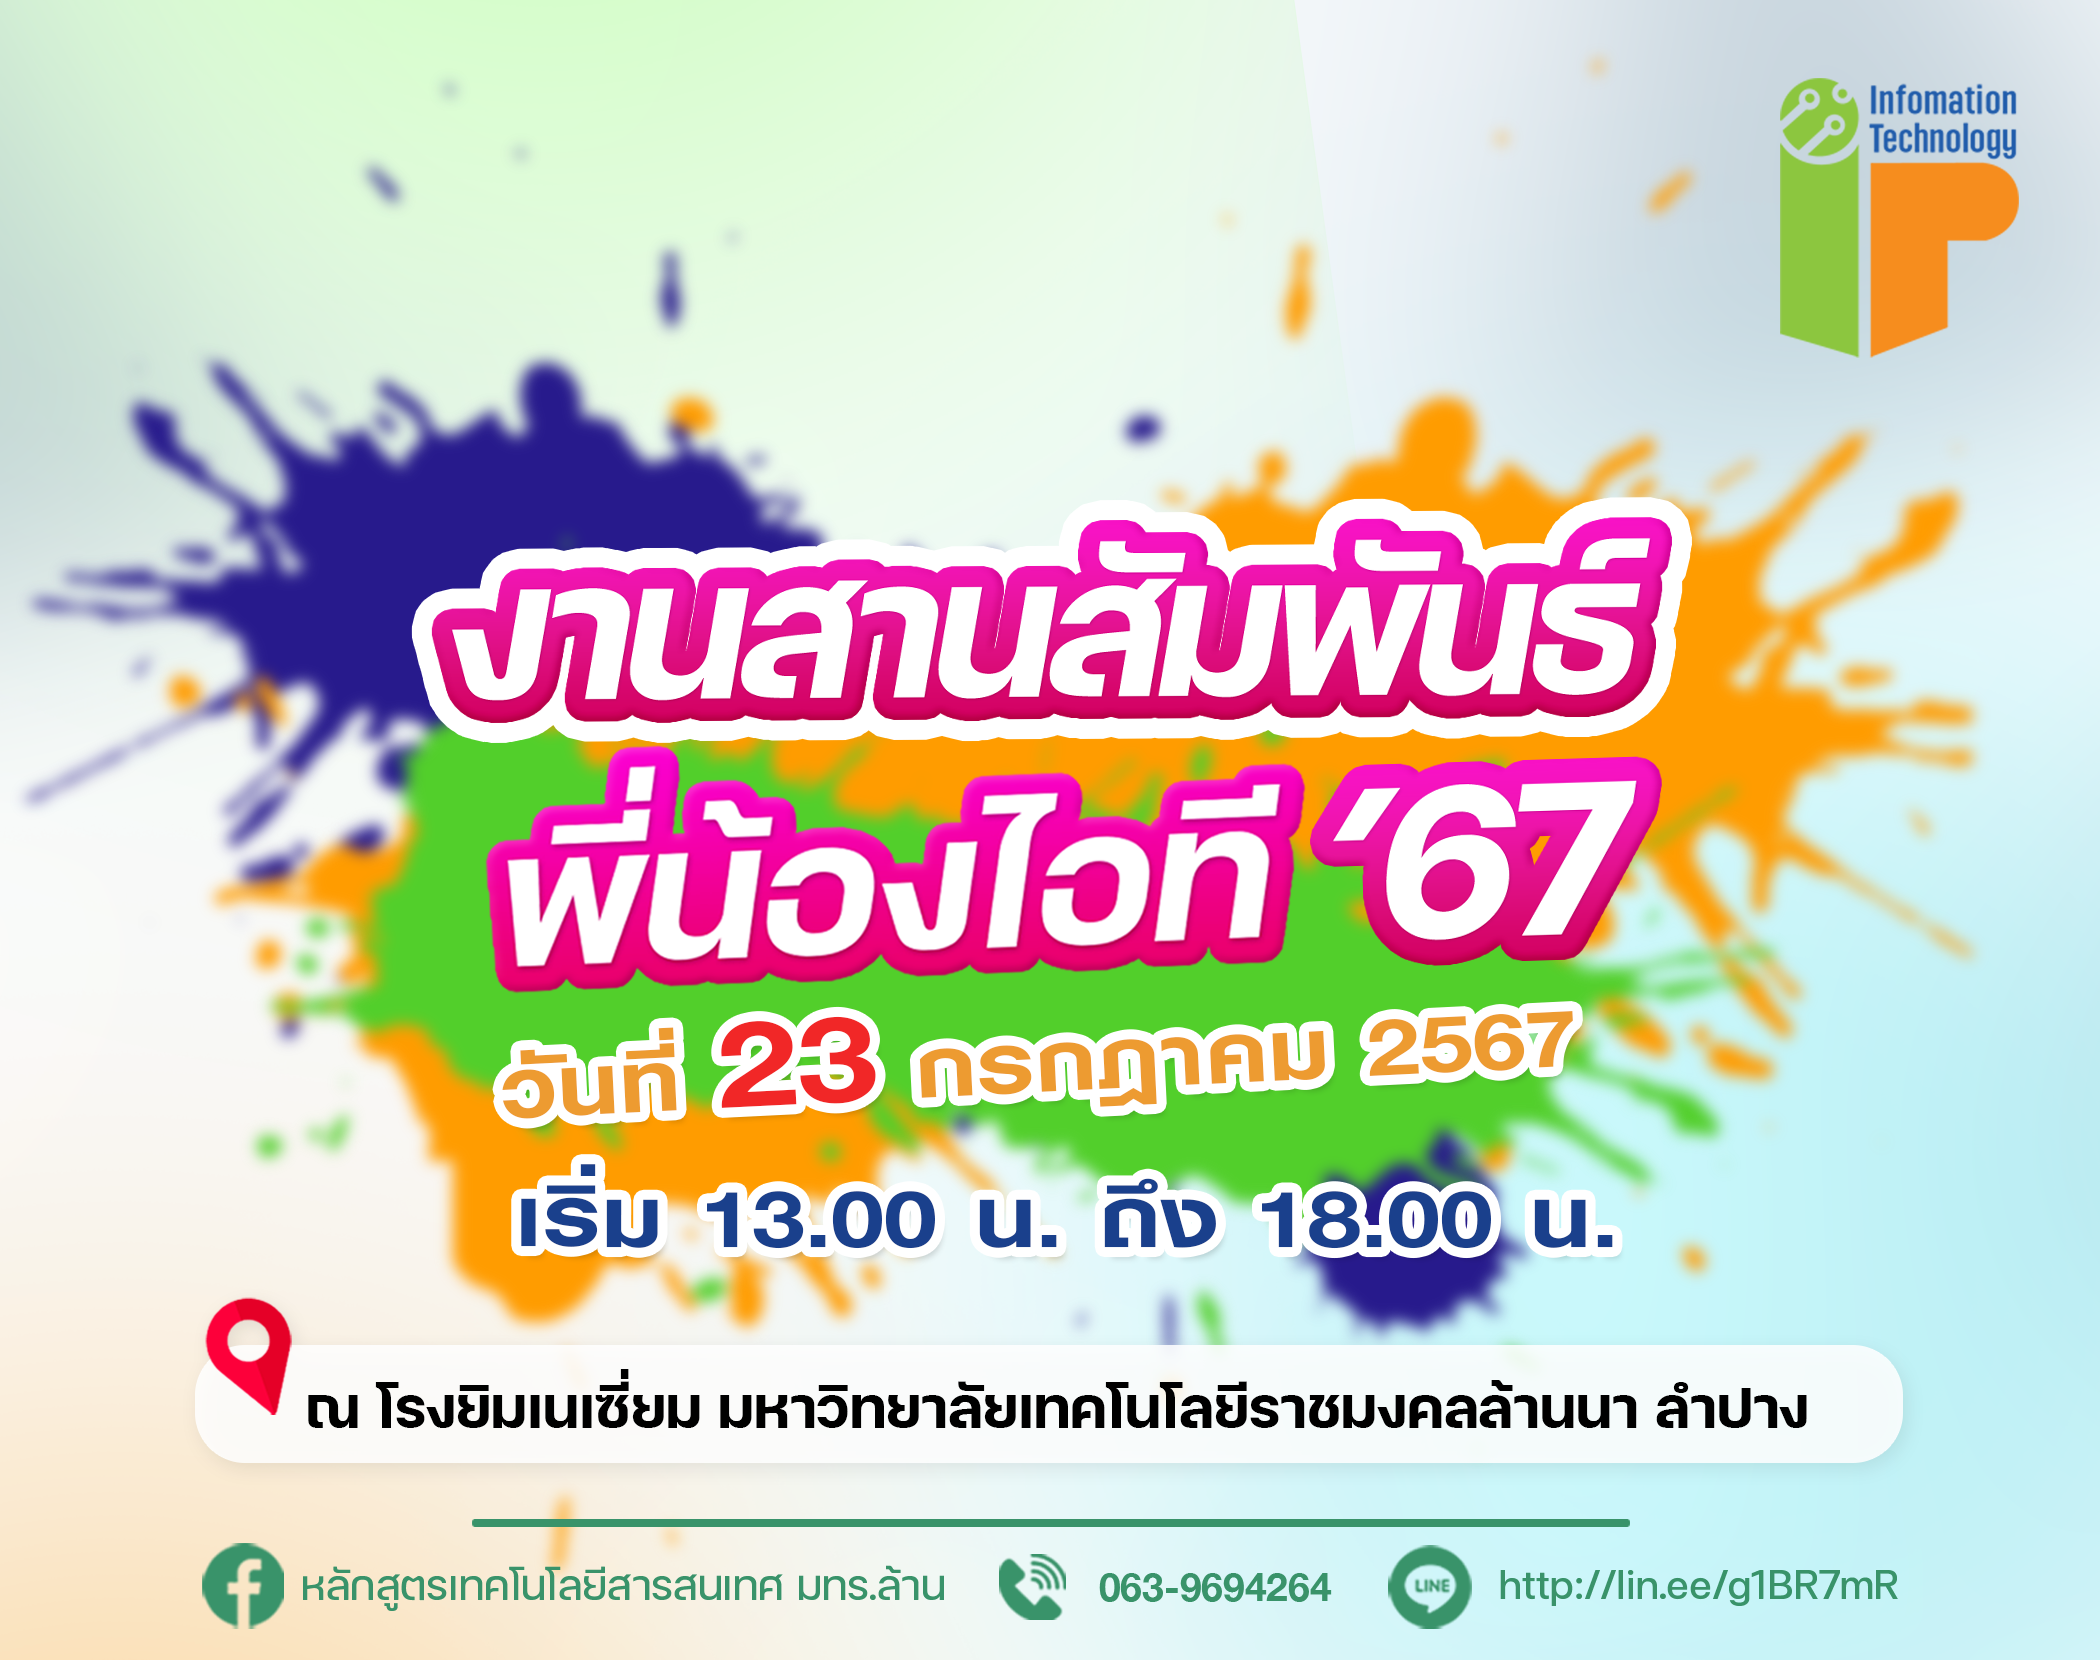 Infomation
Technology
งานสานสัมพันธ์
พี่น้องไอที ’67
วันที่ 23 กรกฎาคม 2567
เริ่ม 13.00 น. ถึง 18.00 น.
ณ โรงยิมเนเซี่ยม มหาวิทยาลัยเทคโนโลยีราชมงคลล้านนา ลำปาง
หลักสูตรเทคโนโลยีสารสนเทศ มทร.ล้าน
063-9694264
LINE
http://lin.ee/g1BR7mR